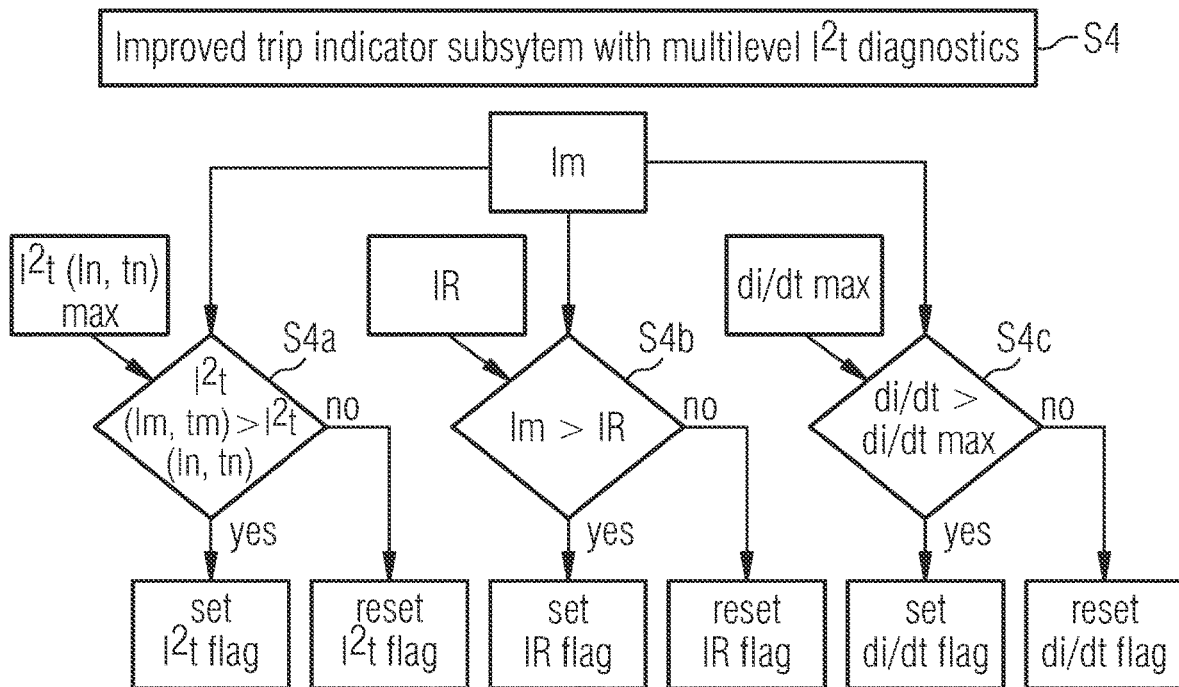 Improved trip indicator subsytem with multilevel I²t diagnostics
S4
Im
I²t (In, tn)
max
IR
di/dt max
S4a
I²t
(Im, tm) > I²t
(In, tn)
no
yes
S4b
Im > IR
no
yes
S4c
di/dt >
di/dt max
no
yes
set
I²t flag
reset
I²t flag
set
IR flag
reset
IR flag
set
di/dt flag
reset
di/dt flag